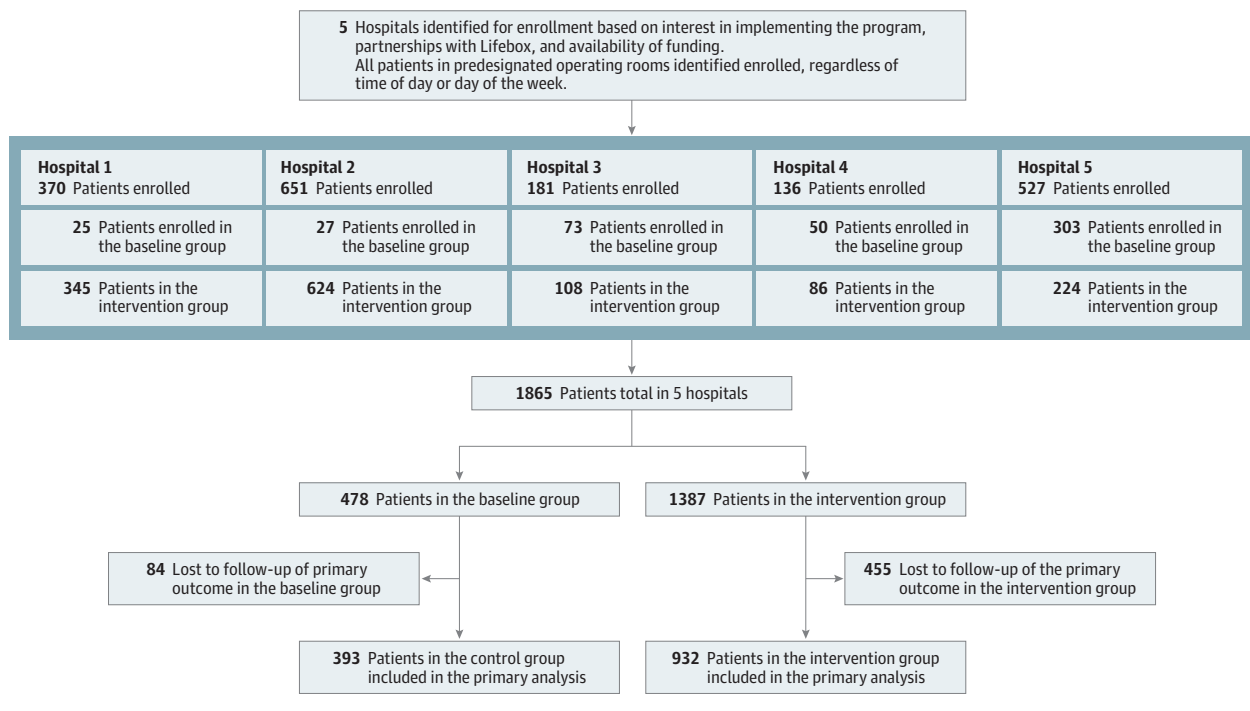 5 Hospitals identified for enrollment based on interest in implementing the program,
partnerships with Lifebox, and availability of funding.
All patients in predesignated operating rooms identified enrolled, regardless of
time of day or day of the week.
Hospital 1
370 Patients enrolled
Hospital 2
651 Patients enrolled
Hospital 3
181 Patients enrolled
Hospital 4
136 Patients enrolled
Hospital 5
527 Patients enrolled
25 Patients enrolled in
the baseline group
27 Patients enrolled in
the baseline group
73 Patients enrolled in
the baseline group
50 Patients enrolled in
the baseline group
303 Patients enrolled in
the baseline group
345 Patients in the
intervention group
624 Patients in the
intervention group
108 Patients in the
intervention group
86 Patients in the
intervention group
224 Patients in the
intervention group
1865 Patients total in 5 hospitals
478 Patients in the baseline group
1387 Patients in the intervention group
84 Lost to follow-up of primary
outcome in the baseline group
455 Lost to follow-up of the primary
outcome in the intervention group
393 Patients in the control group
included in the primary analysis
932 Patients in the intervention group
included in the primary analysis